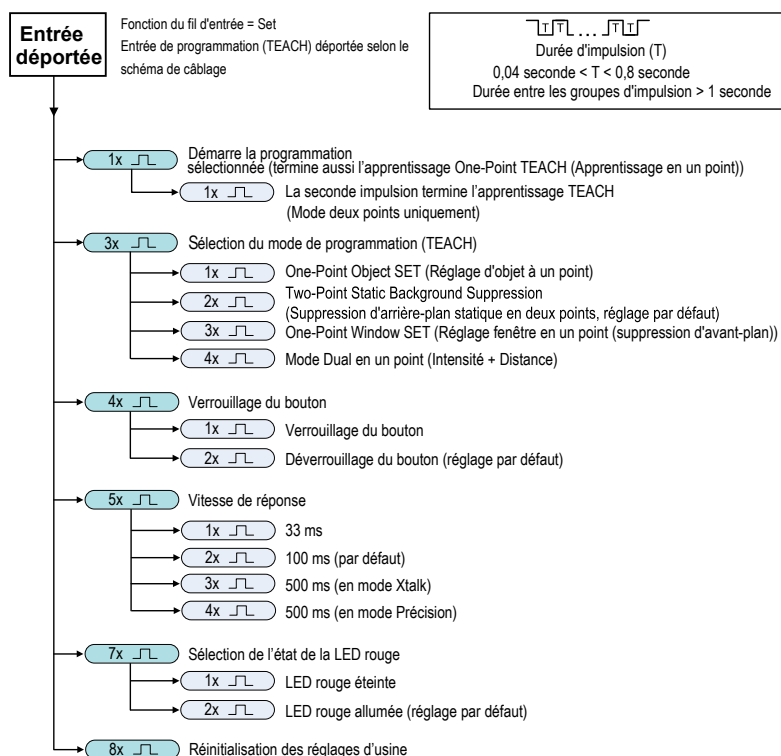 Entrée
déportée
Fonction du fil d'entrée = Set
Entrée de programmation (TEACH) déportée selon le
schéma de câblage
T T ... T T
Durée d'impulsion (T)
0,04 seconde < T < 0,8 seconde
Durée entre les groupes d'impulsion > 1 seconde
1x Démarre la programmation
sélectionnée (termine aussi l’apprentissage One-Point TEACH (Apprentissage en un point))
1x La seconde impulsion termine l’apprentissage TEACH
(Mode deux points uniquement)
3x Sélection du mode de programmation (TEACH)
1x One-Point Object SET (Réglage d'objet à un point)
2x Two-Point Static Background Suppression
(Suppression d'arrière-plan statique en deux points, réglage par défaut)
3x One-Point Window SET (Réglage fenêtre en un point (suppression d'avant-plan))
4x Mode Dual en un point (Intensité + Distance)
4x Verrouillage du bouton
1x Verrouillage du bouton
2x Déverrouillage du bouton (réglage par défaut)
5x Vitesse de réponse
1x 33 ms
2x 100 ms (par défaut)
3x 500 ms (en mode Xtalk)
4x 500 ms (en mode Précision)
7x Sélection de l’état de la LED rouge
1x LED rouge éteinte
2x LED rouge allumée (réglage par défaut)
8x Réinitialisation des réglages d’usine